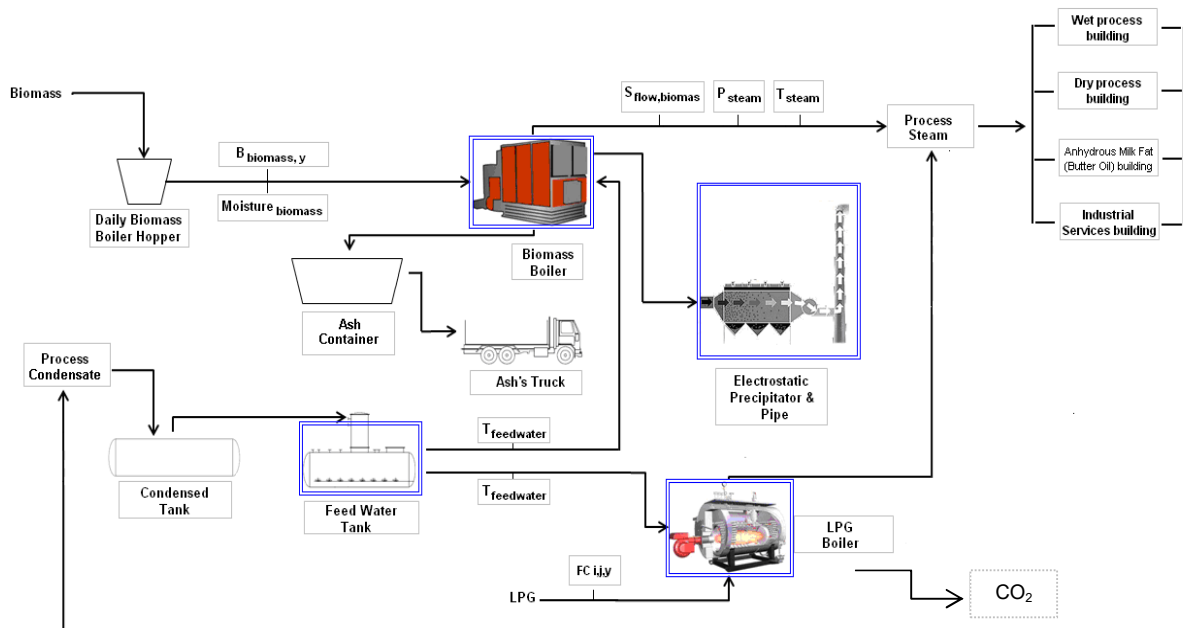 Wet process
building
S flow,biomas
P steam
T steam
Biomass
Dry process
building
Process
Steam
B biomass, y
Anhydrous Milk Fat
(Butter Oil) building
Moisture biomass
Daily Biomass
Boiler Hopper
Industrial
Services building
Biomass
Boiler
Ash
Container
Process
Condensate
Ash's Truck
Electrostatic
Precipitator &
Pipe
T feedwater
T feedwater
Condensed
Tank
Feed Water
Tank
LPG
Boiler
FC i,j,y
LPG
CO2